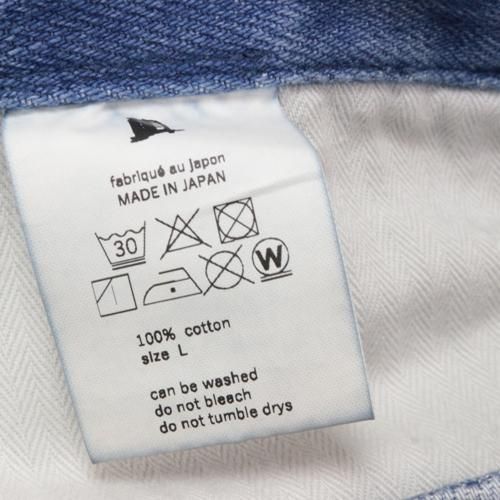 fabriqué au japon
MADE IN JAPAN
30
W
100% cotton
size L
can be washed
do not bleach
do not tumble drys